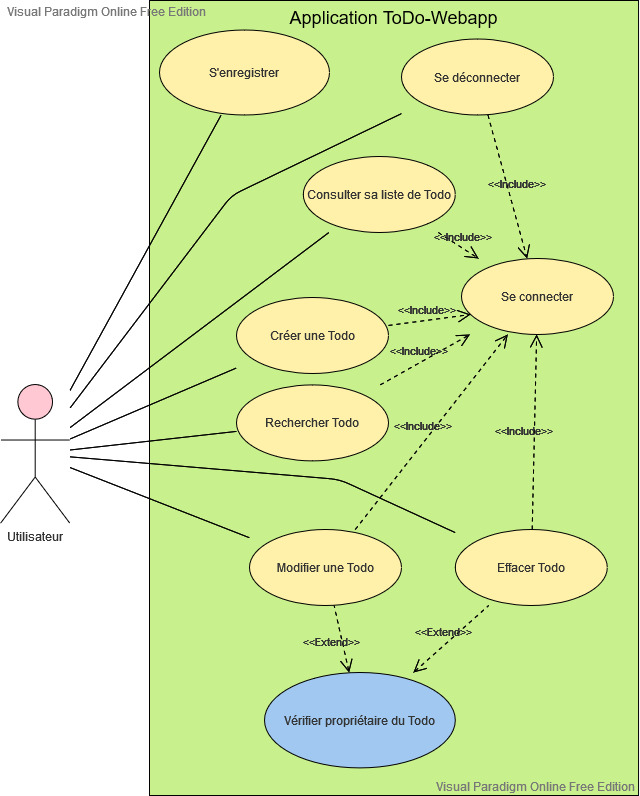 Visual Paradigm Online Free Edition
Application ToDo-Webapp
S'enregistrer
Se déconnecter
<<Include>>
Consulter sa liste de Todo
<<Include>>
Se connecter
<<Include>>
Créer une Todo
<<Include>>
Rechercher Todo
<<Include>>
<<Include>>
Utilisateur
Modifier une Todo
Effacer Todo
<<Extend>>
<<Extend>>
Vérifier propriétaire du Todo
Visual Paradigm Online Free Edition